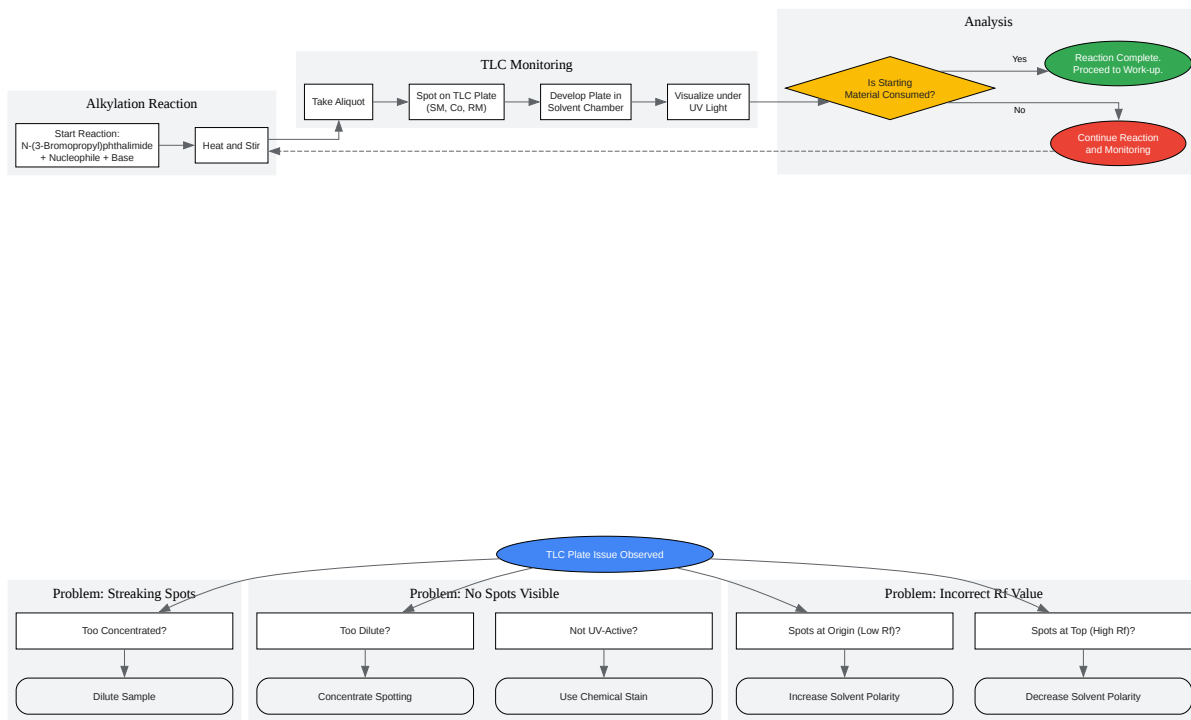 Analysis
TLC Monitoring
Alkylation Reaction
Start Reaction:
N-(3-Bromopropyl)phthalimide
+ Nucleophile + Base
Heat and Stir
Take Aliquot
Spot on TLC Plate
(SM, Co, RM)
Develop Plate in
Solvent Chamber
Visualize under
UV Light
Is Starting
Material Consumed?
Yes
Reaction Complete.
Proceed to Work-up.
No
Continue Reaction
and Monitoring
TLC Plate Issue Observed
Problem: Streaking Spots
Too Concentrated?
Dilute Sample
Problem: No Spots Visible
Too Dilute?
Not UV-Active?
Concentrate Spotting
Use Chemical Stain
Problem: Incorrect Rf Value
Spots at Origin (Low Rf)?
Spots at Top (High Rf)?
Increase Solvent Polarity
Decrease Solvent Polarity